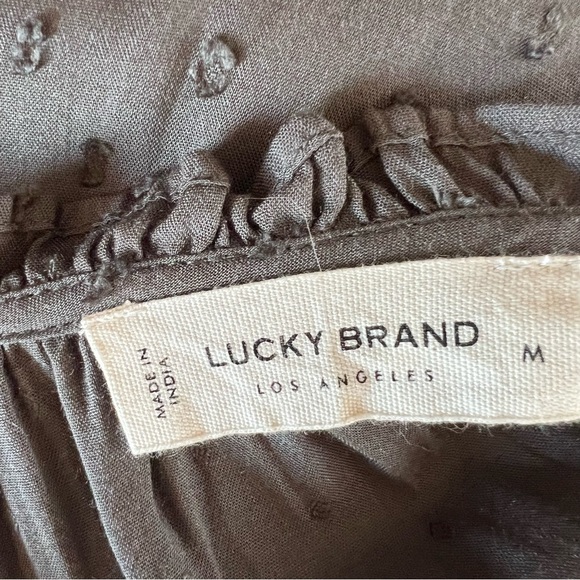 MADE IN
INDIA
LUCKY BRAND
LOS ANGELES
M